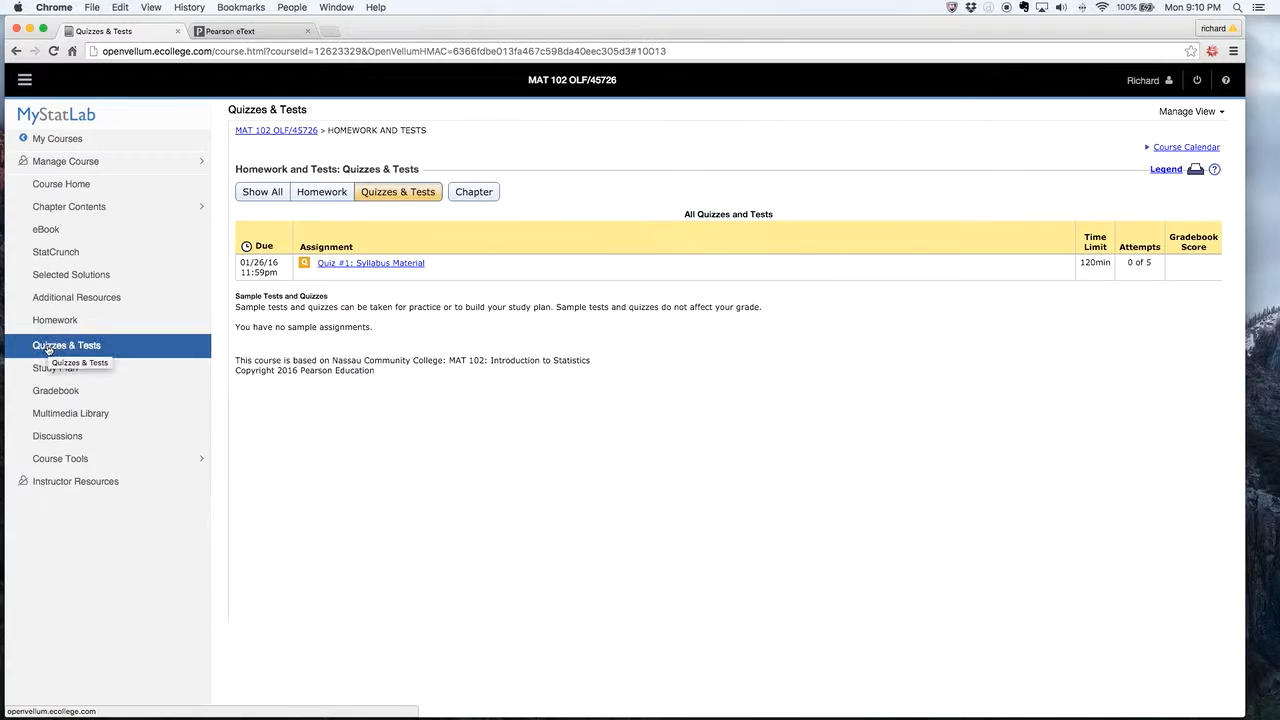 Chrome File Edit View History Bookmarks People Window Help 100% Mon 9:10 PM
Quizzes & Tests Pearson eText richard
openvellum.ecollege.com/course.html?courseId=12623329&OpenVellumHMAC=6366fdbe013fa467c598da40eec305d3#10013
MAT 102 OLF/45726 Richard
MyStatLab
My Courses
Manage Course
Course Home
Chapter Contents
eBook
StatCrunch
Selected Solutions
Additional Resources
Homework
Quizzes & Tests
Quizzes & Tests
Study Plan
Gradebook
Multimedia Library
Discussions
Course Tools
Instructor Resources
Quizzes & Tests Manage View
MAT 102 OLF/45726 > HOMEWORK AND TESTS
Course Calendar
Homework and Tests: Quizzes & Tests Legend
Show All Homework Quizzes & Tests Chapter
All Quizzes and Tests
Due Assignment Time Limit Attempts Gradebook Score
01/26/16 11:59pm Q Quiz #1: Syllabus Material 120min 0 of 5
Sample Tests and Quizzes
Sample tests and quizzes can be taken for practice or to build your study plan. Sample tests and quizzes do not affect your grade.
You have no sample assignments.
This course is based on Nassau Community College: MAT 102: Introduction to Statistics
Copyright 2016 Pearson Education
openvellum.ecollege.com